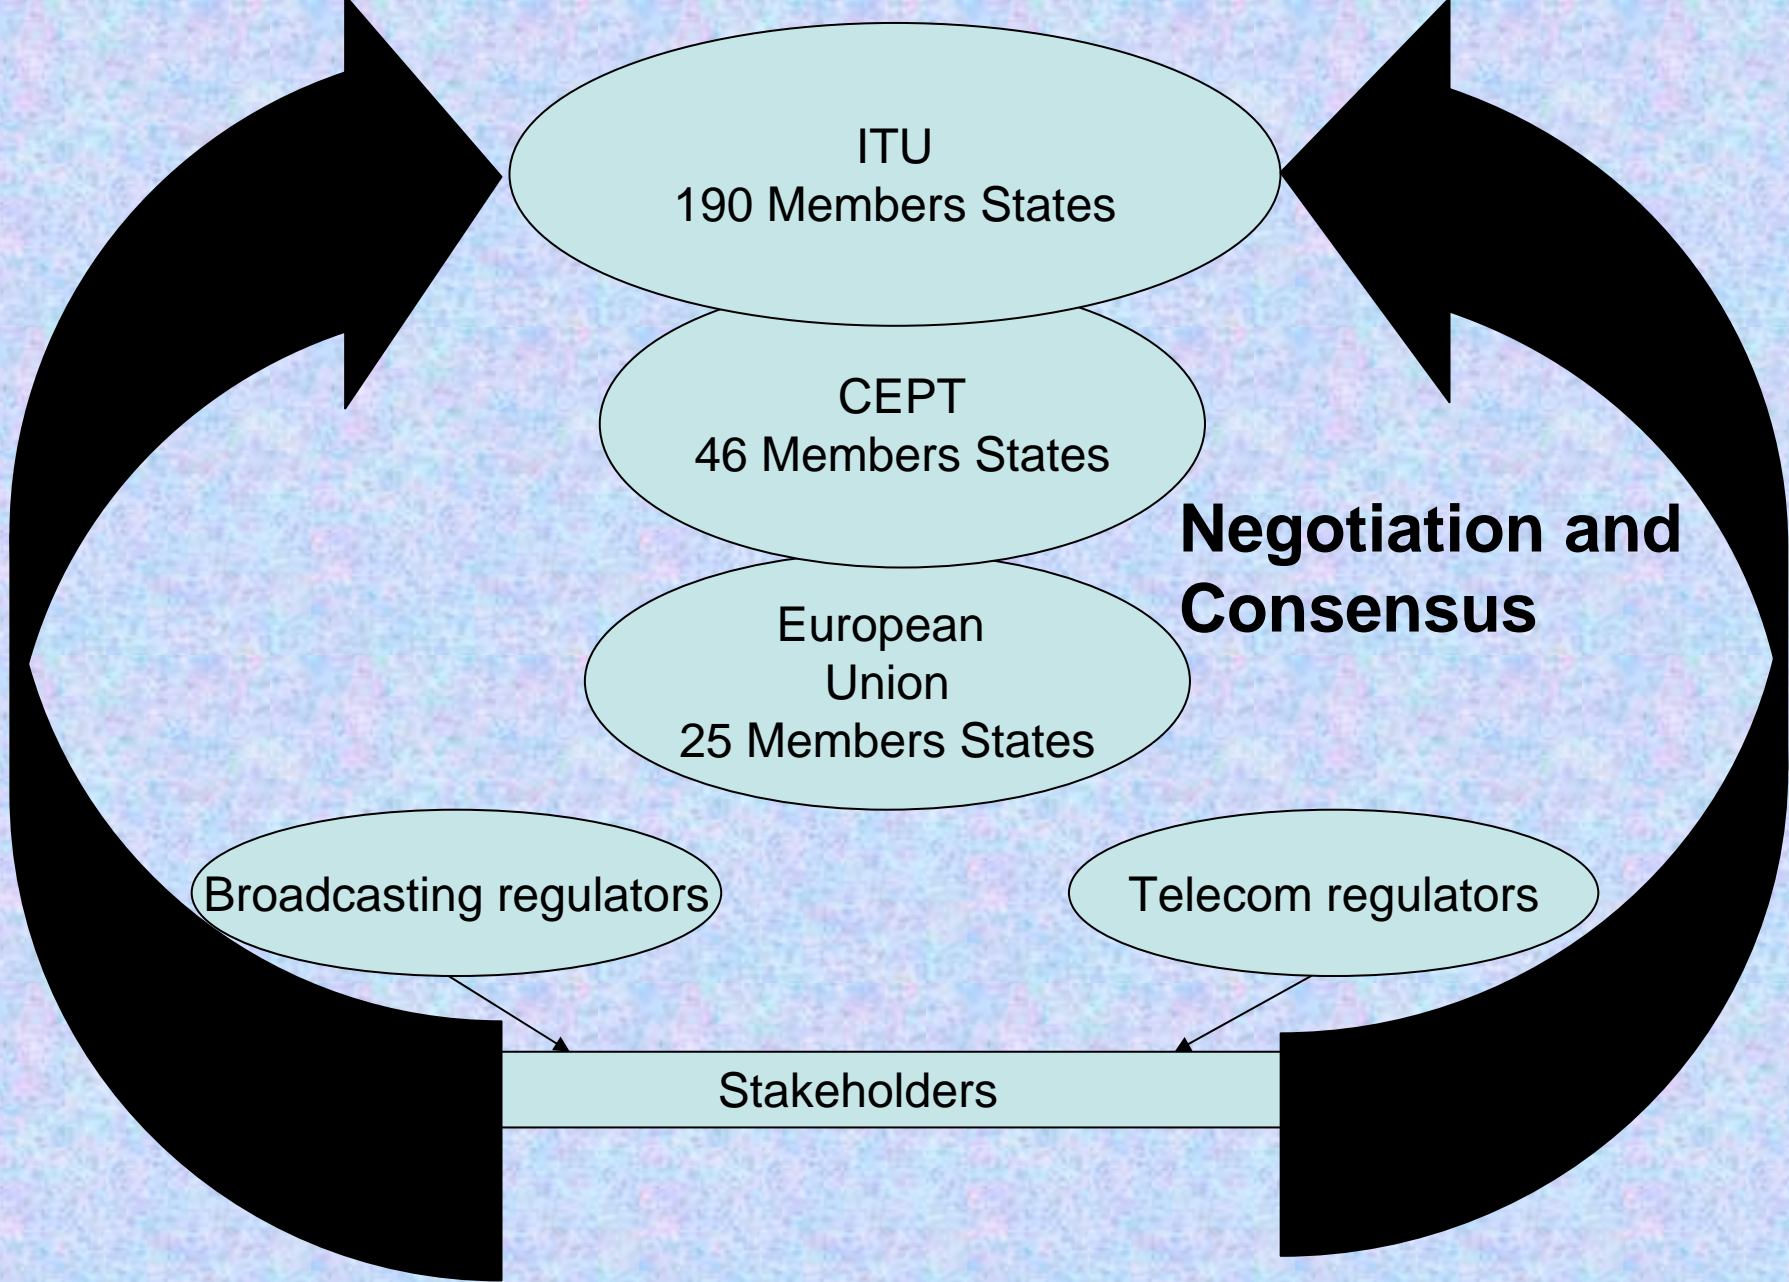 ITU
190 Members States
CEPT
46 Members States
Negotiation and
Consensus
European
Union
25 Members States
Broadcasting regulators
Telecom regulators
Stakeholders